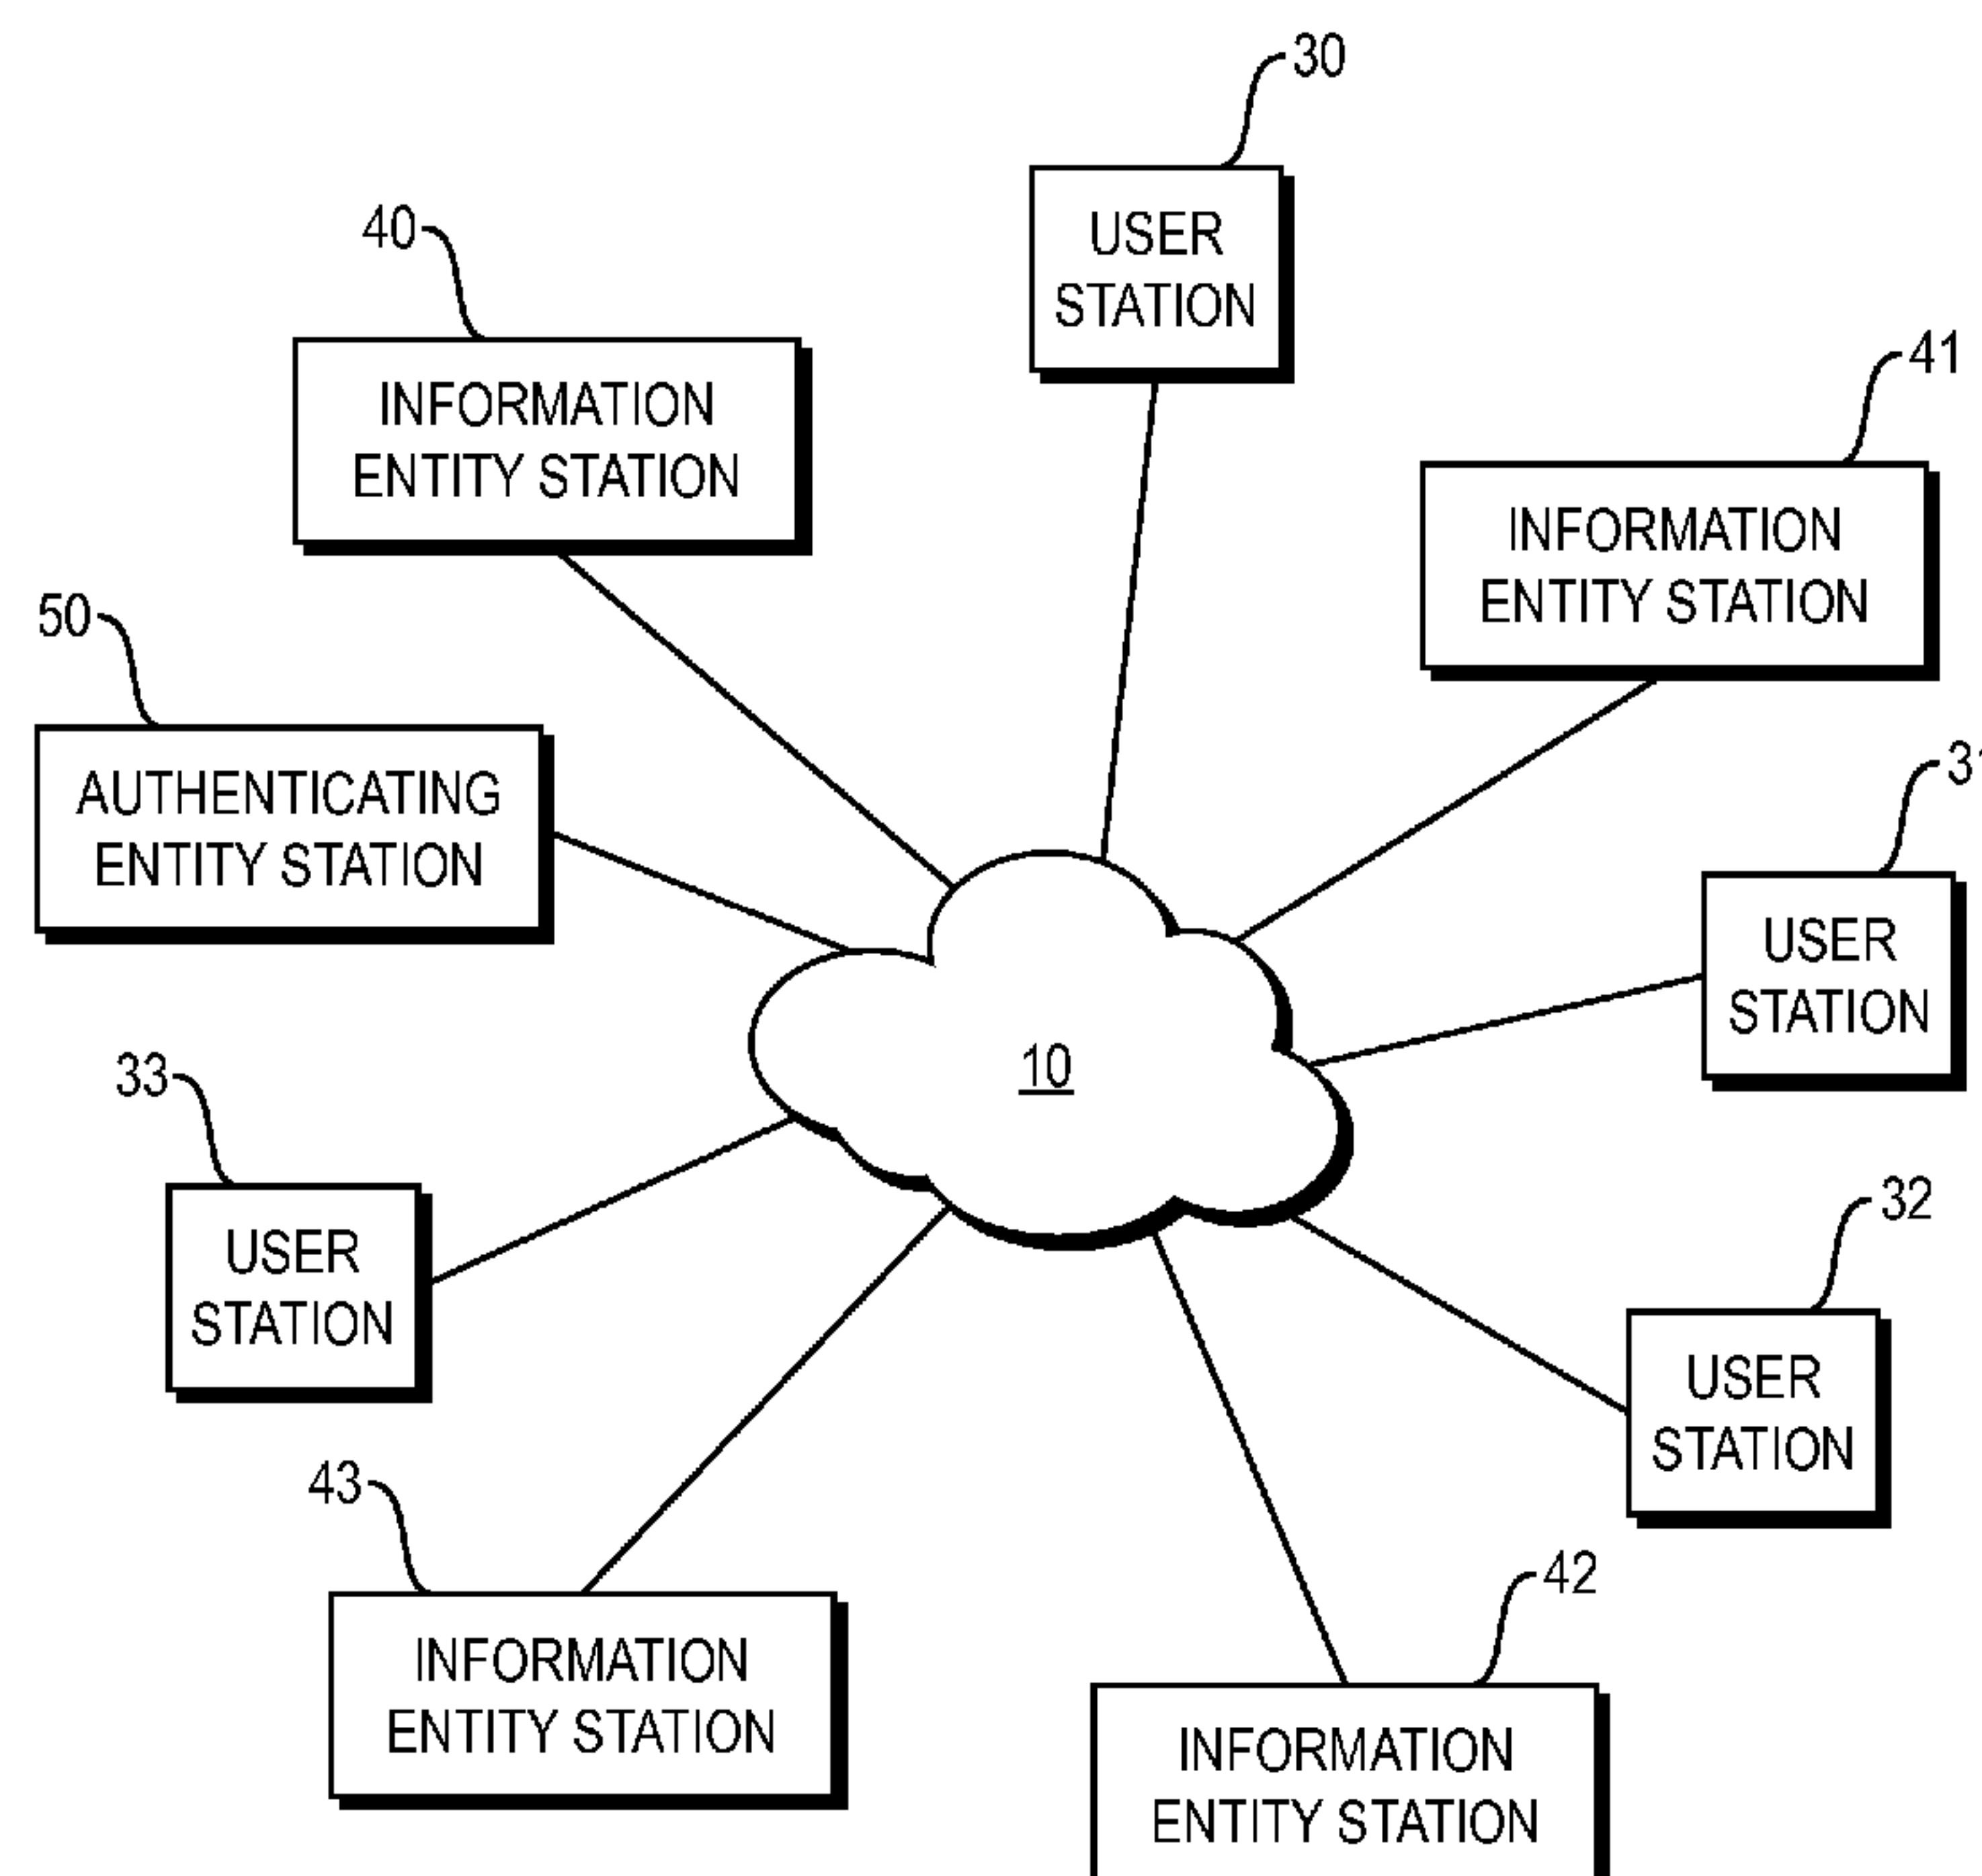 30
USER
STATION
40
INFORMATION
ENTITY STATION
41
INFORMATION
ENTITY STATION
50
AUTHENTICATING
ENTITY STATION
31
USER
STATION
10
33
USER
STATION
32
USER
STATION
43
INFORMATION
ENTITY STATION
42
INFORMATION
ENTITY STATION